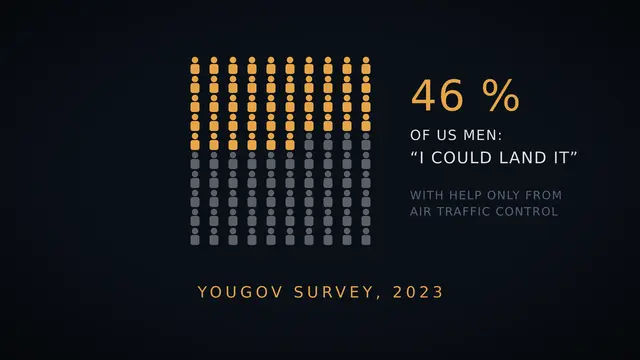 46 %
OF US MEN:
“I COULD LAND IT”
WITH HELP ONLY FROM
AIR TRAFFIC CONTROL
YOUGOV SURVEY, 2023